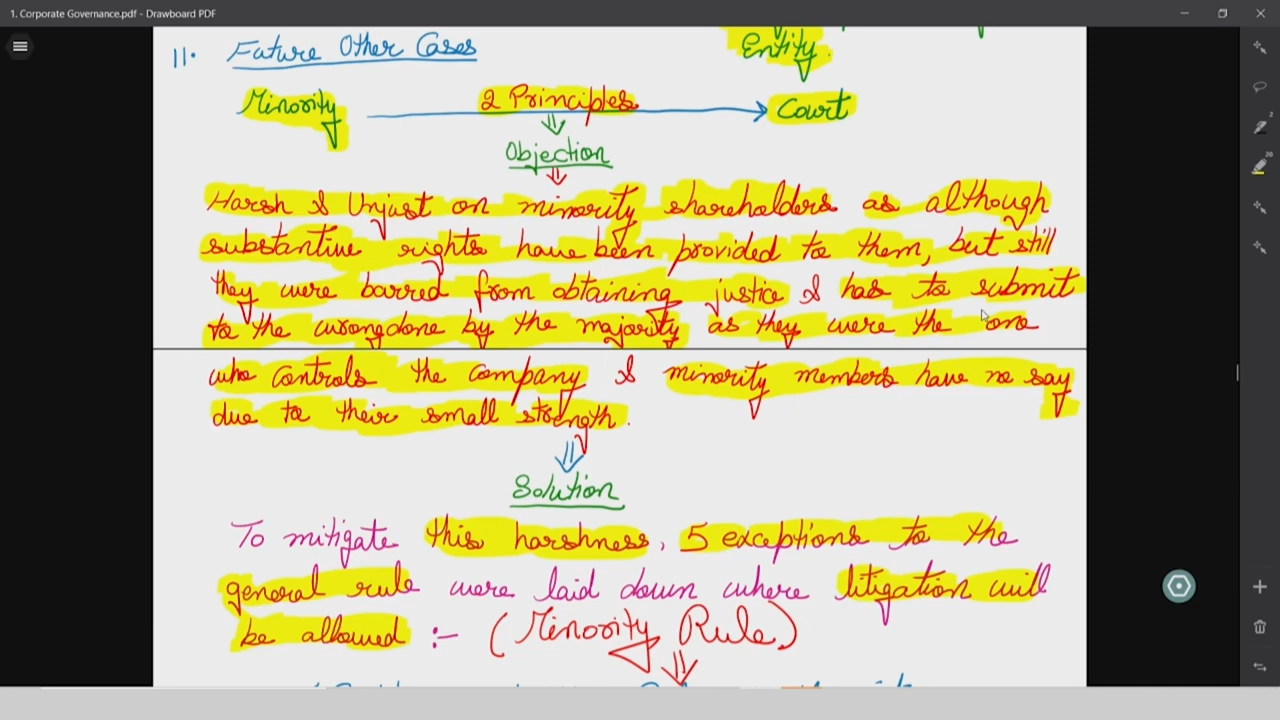 1. Corporate Governance.pdf - Drawboard PDF
11. Future Other Cases
Entity.
Minority 2 Principles Court
Objection
Harsh & Unjust on minority shareholders as although
substantive rights have been provided to them, but still
they were barred from obtaining justice & has to submit
to the wrongdone by the majority as they were the one
who controls the company & minority members have no say
due to their small strength.
Solution
To mitigate this harshness, 5 exceptions to the
general rule were laid down where litigation will
be allowed :- (Minority Rule)